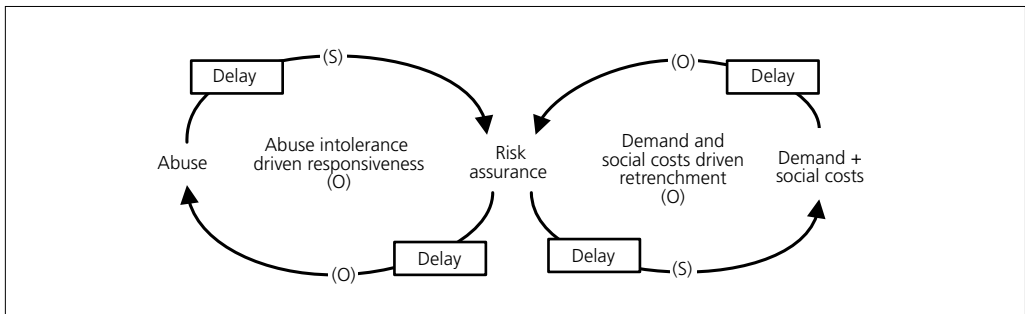 (S)
(O)
Delay
Delay
Abuse
Abuse intolerance
driven responsiveness
(O)
Risk
assurance
Demand and
social costs driven
retrenchment
(O)
Demand +
social costs
Delay
Delay
(O)
(S)